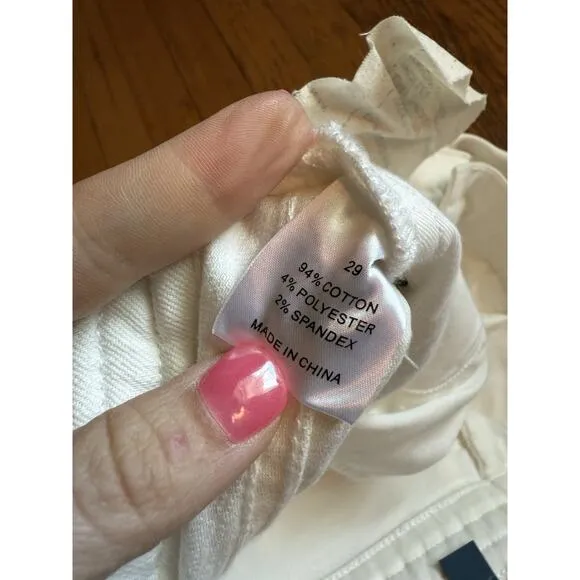 29
94% COTTON
4% POLYESTER
2% SPANDEX
MADE IN CHINA